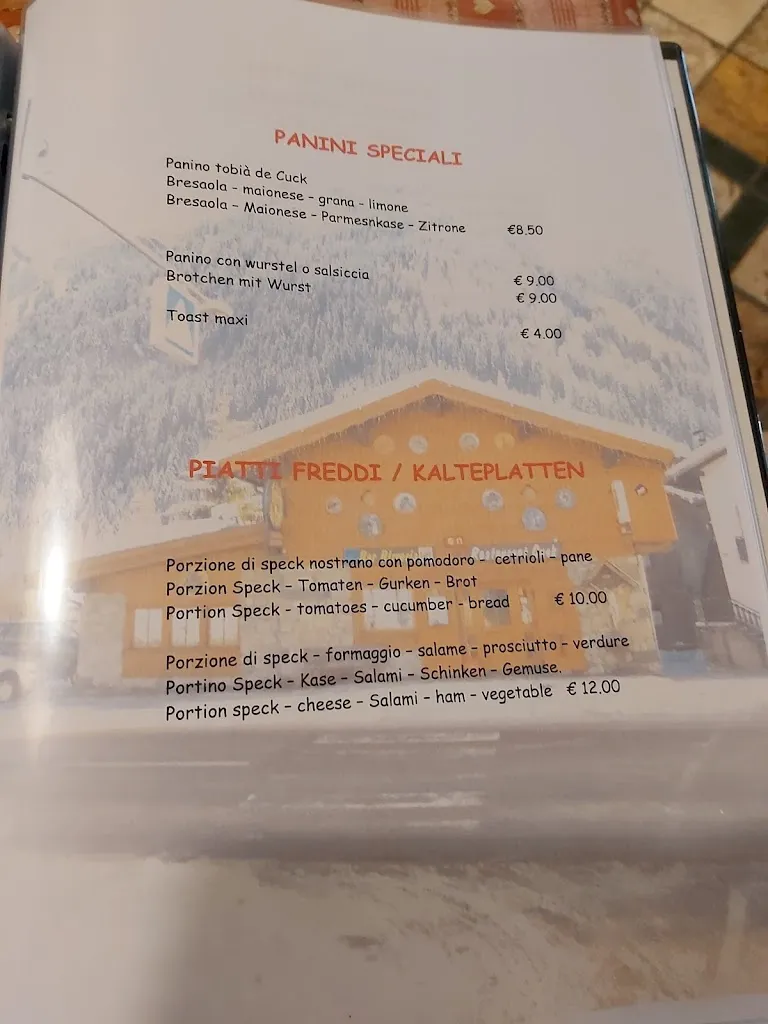 PANINI SPECIALI
Panino tobià de Cuck
Bresaola - maionese - grana - limone
Bresaola - Maionese - Parmesnkase - Zitrone €8.50
Panino con wurstel o salsiccia € 9.00
Brotchen mit Wurst € 9.00
Toast maxi € 4.00
PIATTI FREDDI / KALTEPLATTEN
Porzione di speck nostrano con pomodoro - cetrioli - pane
Porzion Speck - Tomaten - Gurken - Brot
Portion Speck - tomatoes - cucumber - bread € 10.00
Porzione di speck - formaggio - salame - prosciutto - verdure
Portino Speck - Kase - Salami - Schinken - Gemuse.
Portion speck - cheese - Salami - ham - vegetable € 12.00